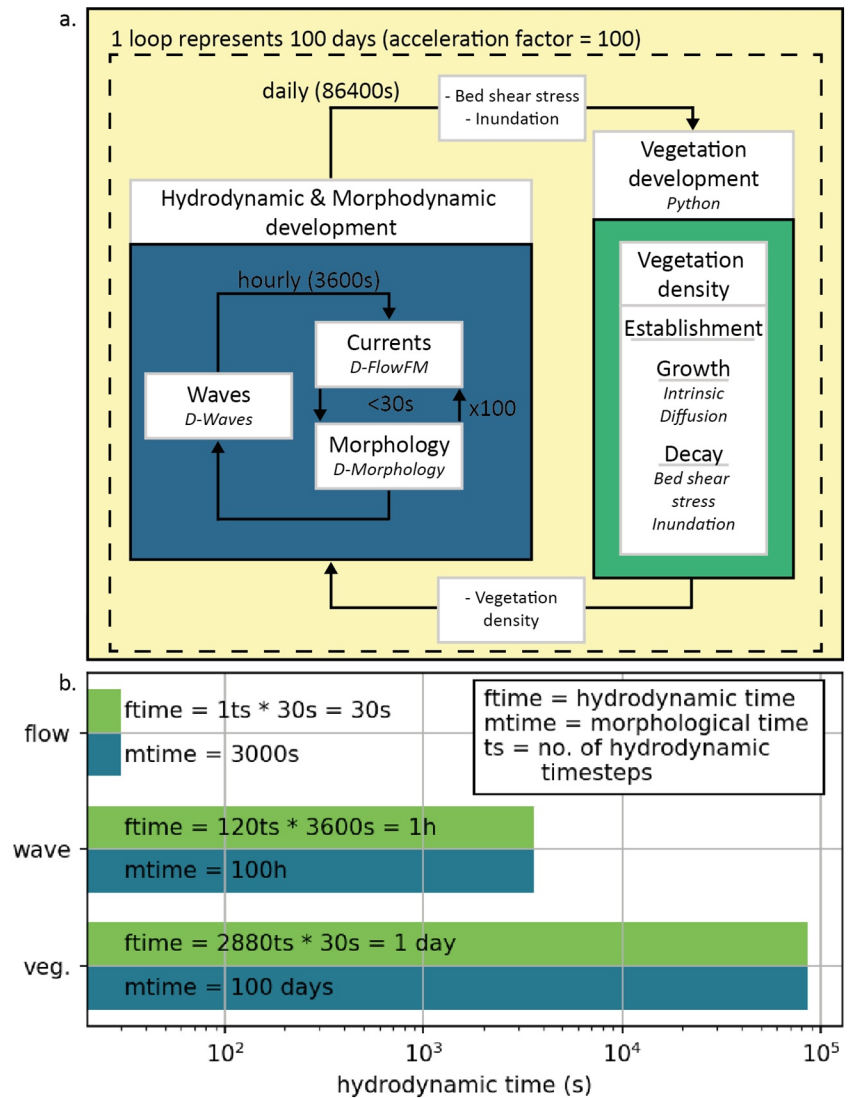 a.
1 loop represents 100 days (acceleration factor = 100)
daily (86400s)
- Bed shear stress
- Inundation
Vegetation
development
Python
Hydrodynamic & Morphodynamic
development
hourly (3600s)
Currents
D-FlowFM
Waves
D-Waves
<30s
x100
Morphology
D-Morphology
Vegetation
density
Establishment
Growth
Intrinsic
Diffusion
Decay
Bed shear
stress
Inundation
- Vegetation
density
b.
ftime = hydrodynamic time
mtime = morphological time
ts = no. of hydrodynamic
timesteps
flow
ftime = 1ts * 30s = 30s
mtime = 3000s
wave
ftime = 120ts * 3600s = 1h
mtime = 100h
veg.
ftime = 2880ts * 30s = 1 day
mtime = 100 days
10² 10³ 10⁴ 10⁵
hydrodynamic time (s)